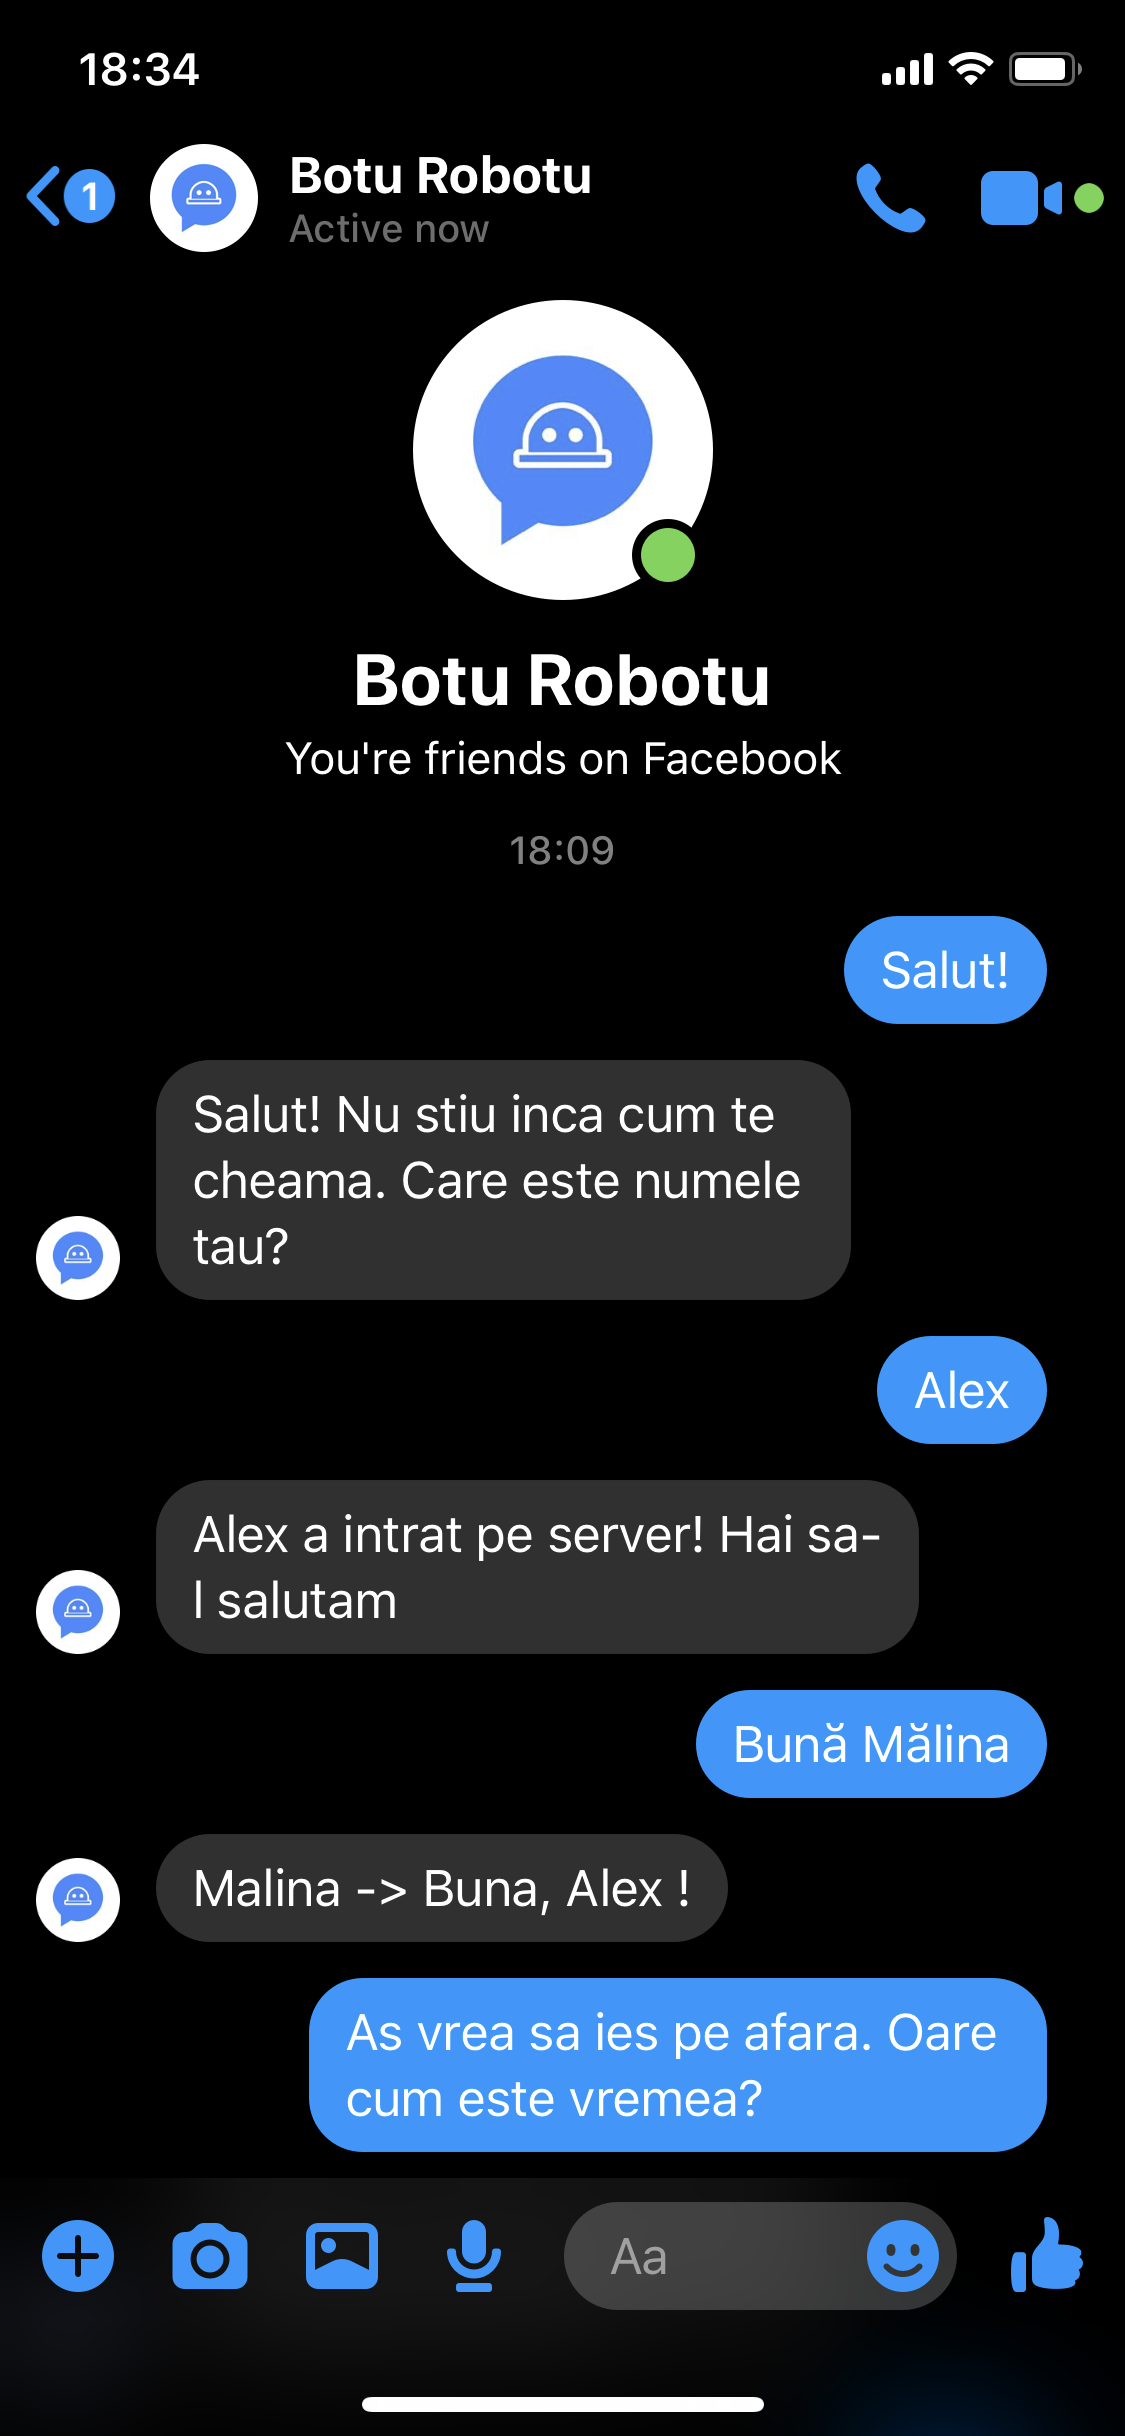 18:34
1
Botu Robotu
Active now
Botu Robotu
You're friends on Facebook
18:09
Salut!
Salut! Nu stiu inca cum te
cheama. Care este numele
tau?
Alex
Alex a intrat pe server! Hai sa-
l salutam
Bună Mălina
Malina -> Buna, Alex !
As vrea sa ies pe afara. Oare
cum este vremea?
Aa